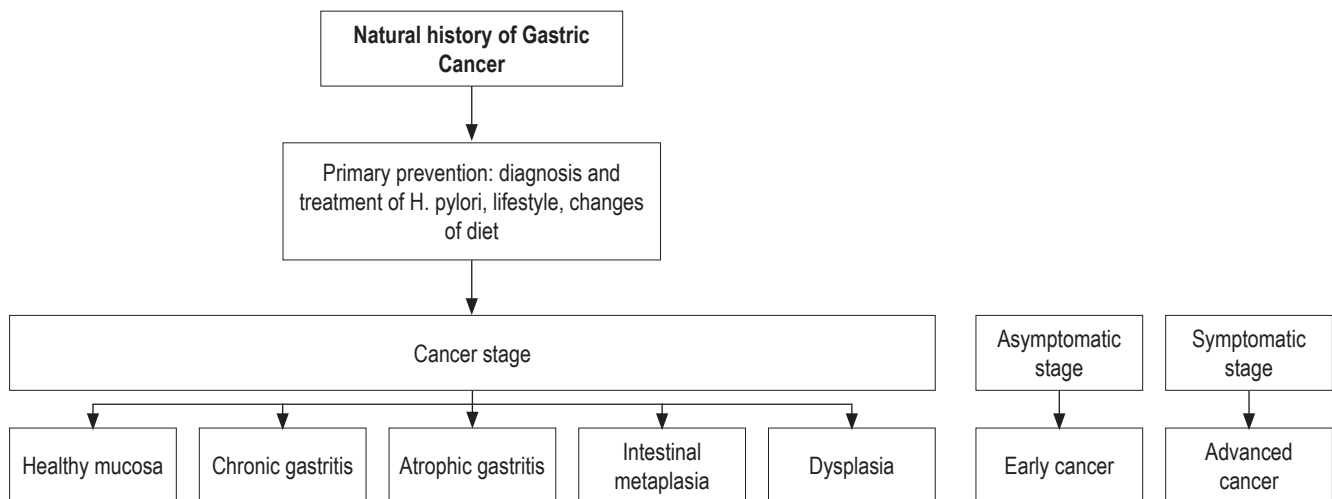 Natural history of Gastric
Cancer
Primary prevention: diagnosis and
treatment of H. pylori, lifestyle, changes
of diet
Cancer stage
Asymptomatic
stage
Symptomatic
stage
Healthy mucosa
Chronic gastritis
Atrophic gastritis
Intestinal
metaplasia
Dysplasia
Early cancer
Advanced
cancer